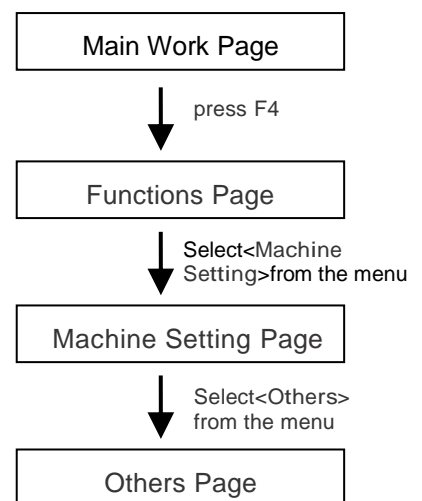 Main Work Page
press F4
Functions Page
Select<Machine
Setting>from the menu
Machine Setting Page
Select<Others>
from the menu
Others Page